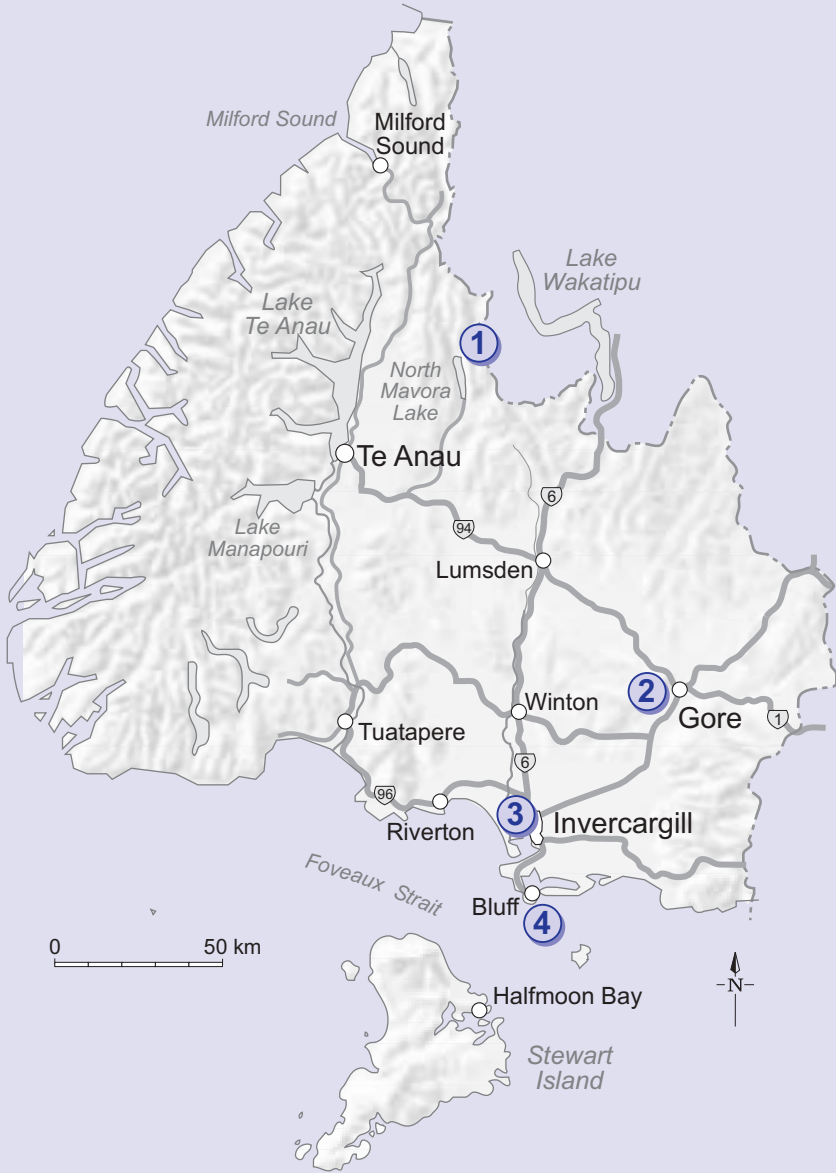 Milford Sound
Milford
Sound
Lake
Wakatipu
Lake
Te Anau
1
North
Mavora
Lake
Te Anau
6
Lake
Manapouri
94
Lumsden
2
Gore
Winton
1
Tuatapere
6
96
3
Invercargill
Riverton
Foveaux Strait
Bluff
4
0 50 km
N
Halfmoon Bay
Stewart
Island